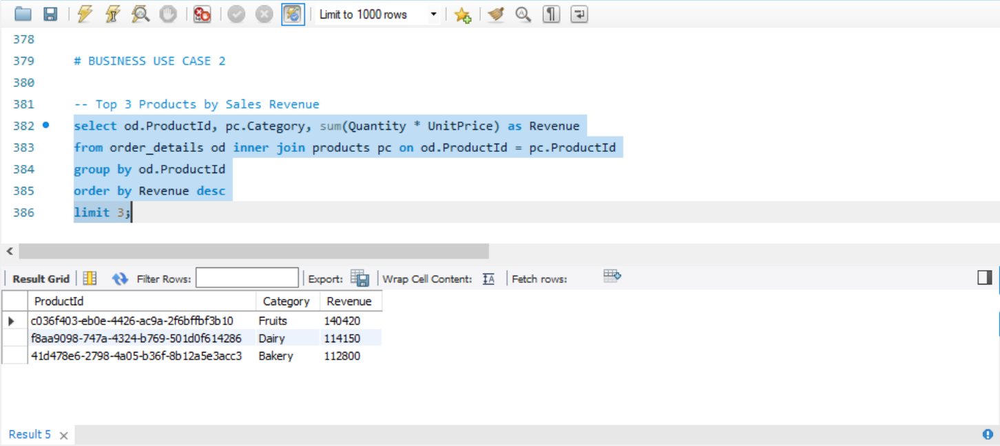 Limit to 1000 rows
378
379 # BUSINESS USE CASE 2
380
381 -- Top 3 Products by Sales Revenue
382 select od.ProductId, pc.Category, sum(Quantity * UnitPrice) as Revenue
383 from order_details od inner join products pc on od.ProductId = pc.ProductId
384 group by od.ProductId
385 order by Revenue desc
386 limit 3;
Result Grid Filter Rows: Export: Wrap Cell Content: IA Fetch rows:
ProductId Category Revenue
c036f403-eb0e-4426-ac9a-2f6bffbf3b10 Fruits 140420
f8aa9098-747a-4324-b769-501d0f614286 Dairy 114150
41d478e6-2798-4a05-b36f-8b12a5e3acc3 Bakery 112800
Result 5